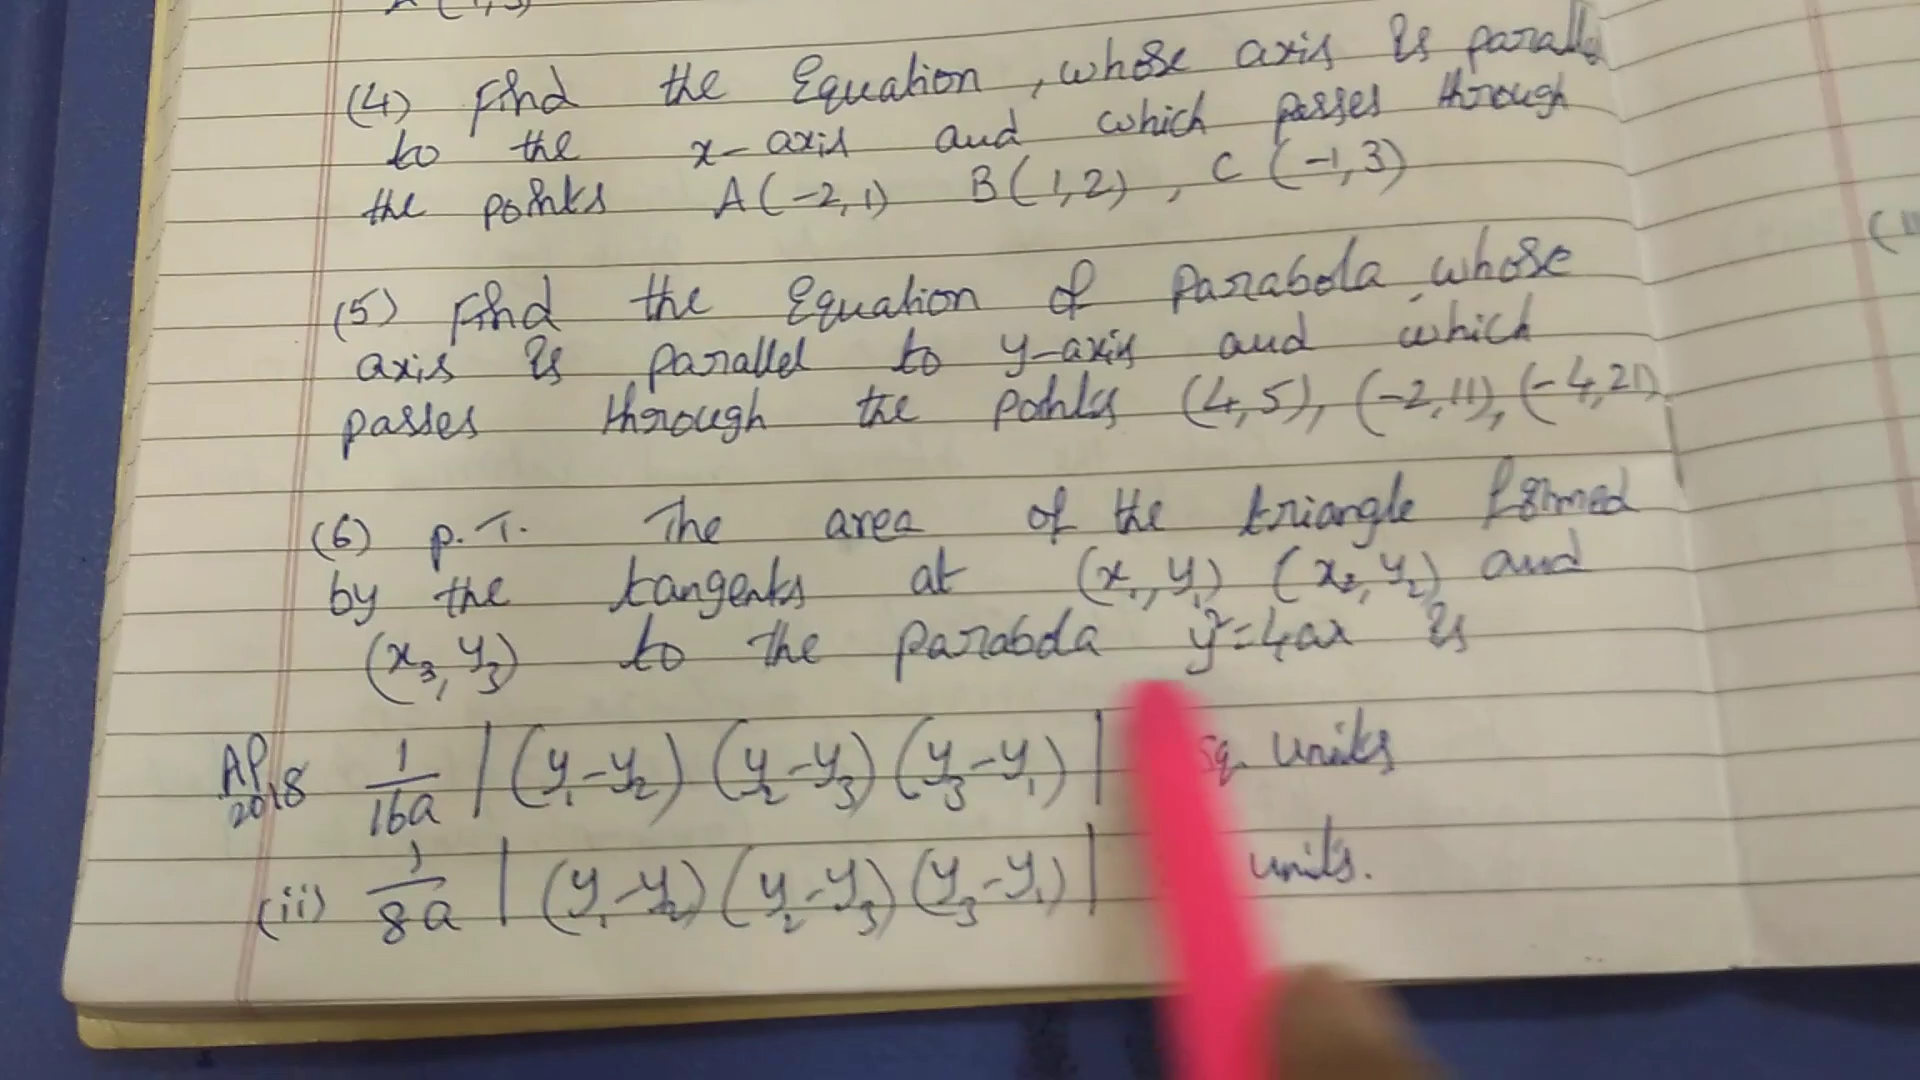 (4) Find the Equation, whose axis is parallel
to the x-axis and which passes through
the points A(-2,1) B(1,2), C(-1,3)
(5) Find the Equation of Parabola whose
axis is parallel to y-axis and which
passes through the points (4,5), (-2,11), (-4,21)
(6) P.T. The area of the triangle formed
by the tangents at (x₁, y₁) (x₂, y₂) and
(x₃, y₃) to the parabola y²=4ax is
AP 2018 1/16a |(y₁-y₂)(y₂-y₃)(y₃-y₁)| sq. units
(ii) 1/8a |(y₁-y₂)(y₂-y₃)(y₃-y₁)| units.